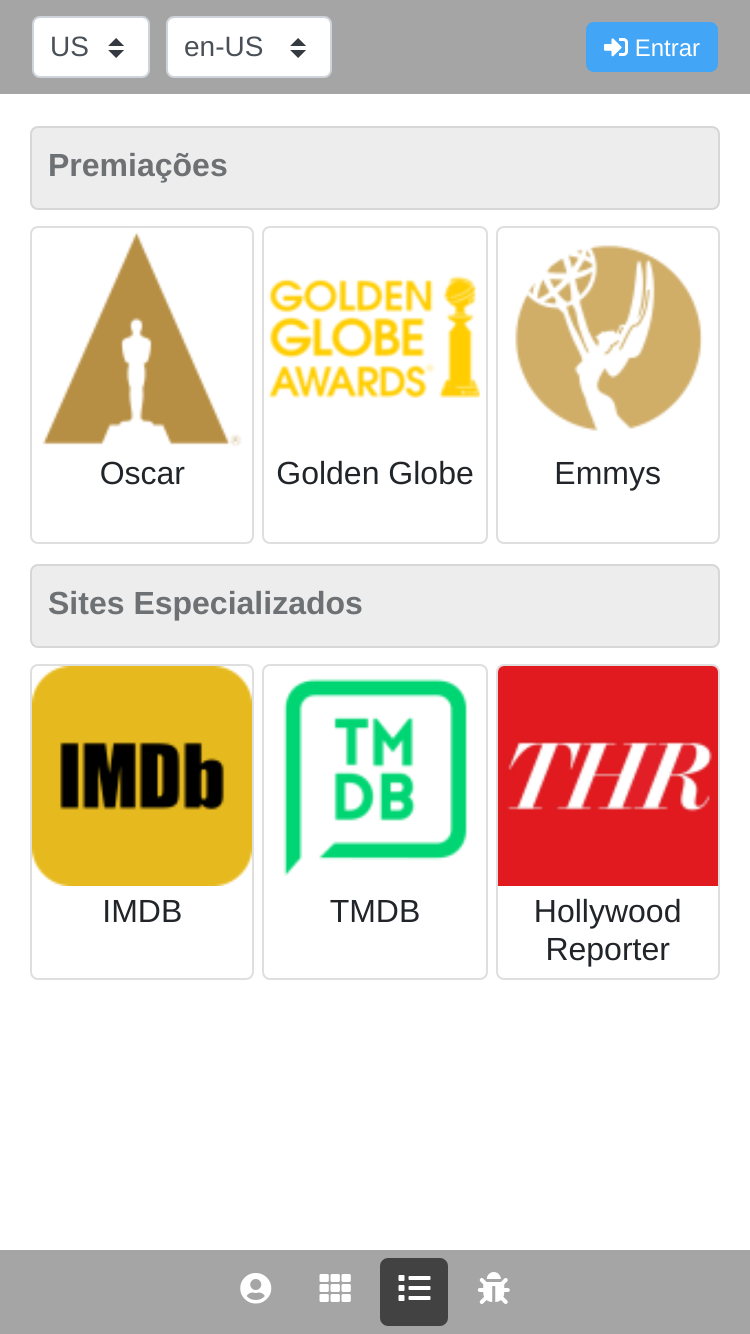 US
en-US
Entrar
Premiações
GOLDEN
GLOBE
AWARDS
®
®
Oscar
Golden Globe
Emmys
Sites Especializados
IMDb
TM
DB
THR
IMDB
TMDB
Hollywood
Reporter